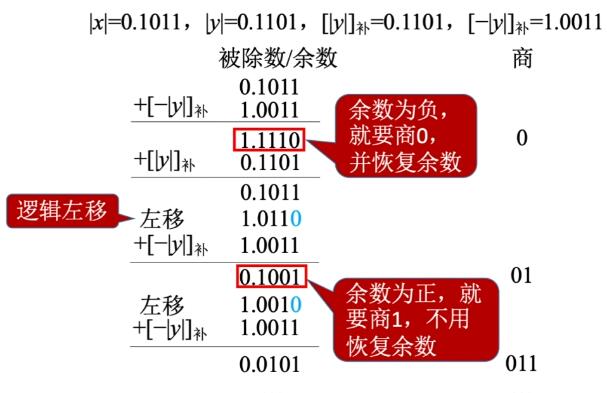 |x|=0.1011，|y|=0.1101，[|y|]补=0.1101，[-|y|]补=1.0011
被除数/余数 商
0.1011
+[-|y|]补 1.0011
1.1110 0
+[|y|]补 0.1101
余数为负，
就要商0，
并恢复余数
0.1011
逻辑左移
左移 1.0110
+[-|y|]补 1.0011
0.1001 01
左移 1.0010
+[-|y|]补 1.0011
余数为正，就
要商1，不用
恢复余数
0.0101 011